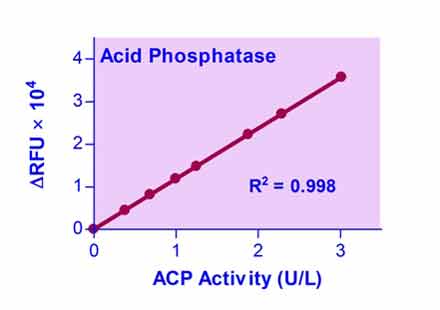 Acid Phosphatase
ΔRFU × 10⁴
4
3
2
1
0
R² = 0.998
0 1 2 3
ACP Activity (U/L)